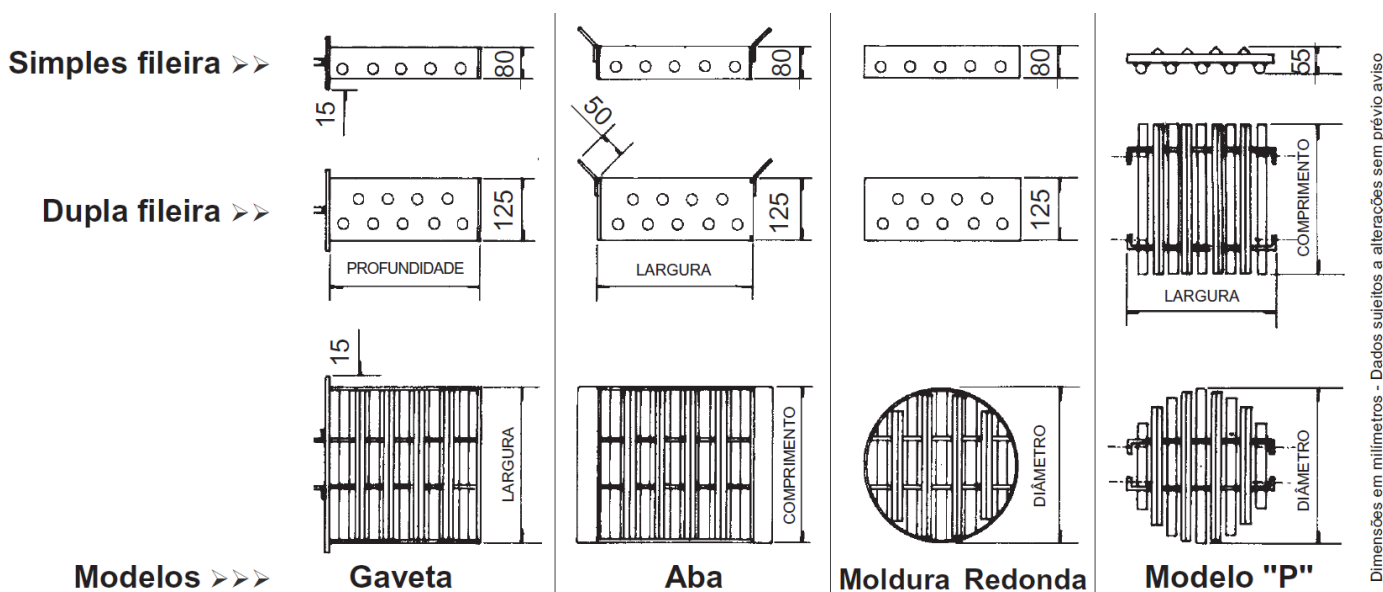 Simples fileira >>
80
15
80
50
80
55
Dupla fileira >>
125
PROFUNDIDADE
125
LARGURA
125
COMPRIMENTO
LARGURA
15
LARGURA
COMPRIMENTO
DIÂMETRO
DIÂMETRO
Modelos >>>
Gaveta
Aba
Moldura Redonda
Modelo "P"
Dimensões em milimetros - Dados sujeitos a alterações sem prévio aviso